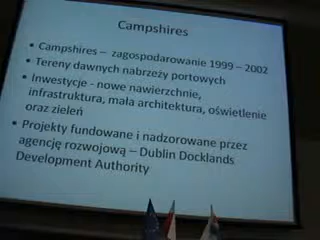 Campshires
• Campshires – zagospodarowanie 1999 – 2002
• Tereny dawnych nabrzeży portowych
• Inwestycje - nowe nawierzchnie,
infrastruktura, mała architektura, oświetlenie
oraz zieleń
• Projekty fundowane i nadzorowane przez
agencję rozwojową – Dublin Docklands
Development Authority